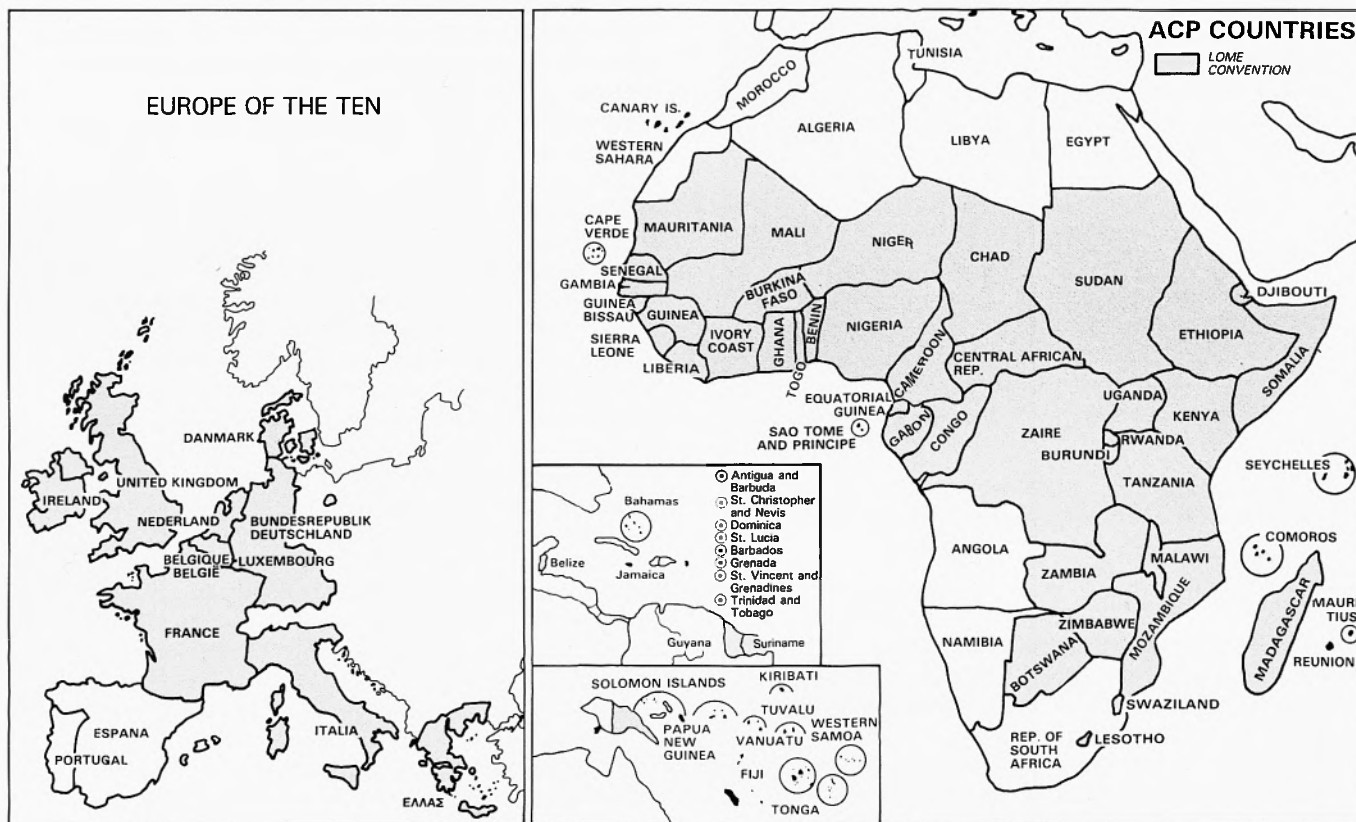 EUROPE OF THE TEN
DANMARK
UNITED KINGDOM
IRELAND
NEDERLAND
BUNDESREPUBLIK
DEUTSCHLAND
BELGIQUE
BELGIË
LUXEMBOURG
FRANCE
ESPANA
PORTUGAL
ITALIA
ΕΛΛΑΣ
ACP COUNTRIES
LOME
CONVENTION
TUNISIA
MOROCCO
CANARY IS.
ALGERIA
LIBYA
EGYPT
WESTERN
SAHARA
CAPE
VERDE
MAURITANIA
MALI
NIGER
CHAD
SUDAN
SENEGAL
GAMBIA
GUINEA
BISSAU
GUINEA
SIERRA
LEONE
LIBERIA
IVORY
COAST
BURKINA
FASO
GHANA
TOGO
BENIN
NIGERIA
CAMEROON
CENTRAL AFRICAN
REP.
DJIBOUTI
ETHIOPIA
SOMALIA
EQUATORIAL
GUINEA
SAO TOME
AND PRINCIPE
GABON
CONGO
ZAIRE
UGANDA
KENYA
RWANDA
BURUNDI
TANZANIA
SEYCHELLES
COMOROS
ANGOLA
ZAMBIA
MALAWI
MOZAMBIQUE
ZIMBABWE
NAMIBIA
BOTSWANA
MADAGASCAR
MAURI
TIUS
REUNION
SWAZILAND
LESOTHO
REP. OF
SOUTH
AFRICA
Bahamas
Belize
Jamaica
Guyana
Suriname
Antigua and
Barbuda
St. Christopher
and Nevis
Dominica
St. Lucia
Barbados
Grenada
St. Vincent and
Grenadines
Trinidad and
Tobago
SOLOMON ISLANDS
KIRIBATI
TUVALU
PAPUA
NEW
GUINEA
VANUATU
WESTERN
SAMOA
FIJI
TONGA